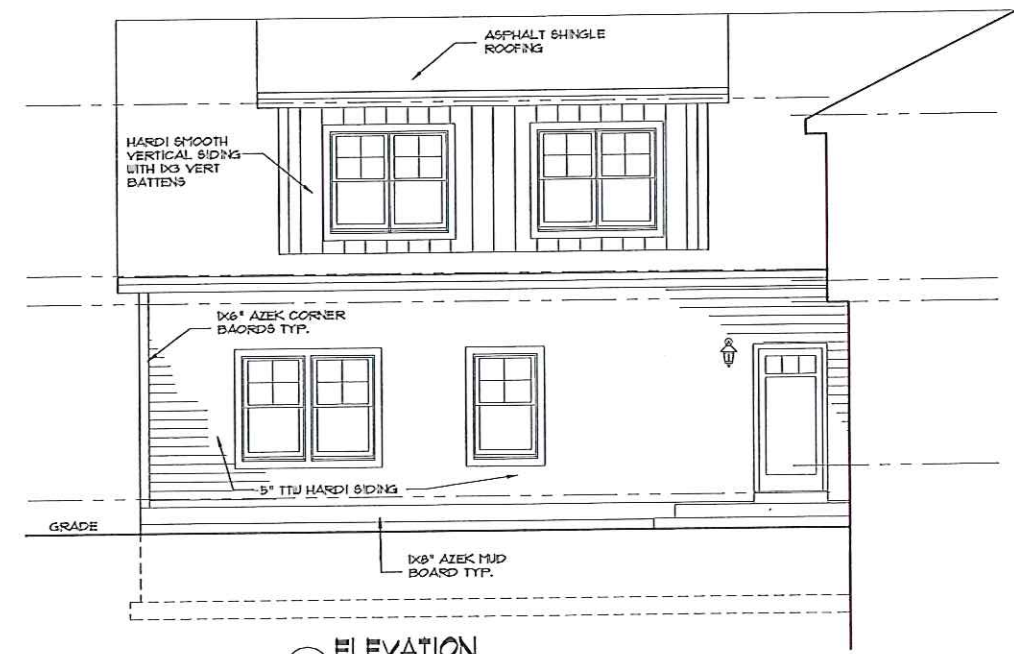 ASPHALT SHINGLE
ROOFING
HARDI SMOOTH
VERTICAL SIDING
WITH 1X3 VERT
BATTENS
1X6" AZEK CORNER
BAORDS TYP.
5" TTW HARDI SIDING
GRADE
1X8" AZEK MUD
BOARD TYP.
ELEVATION